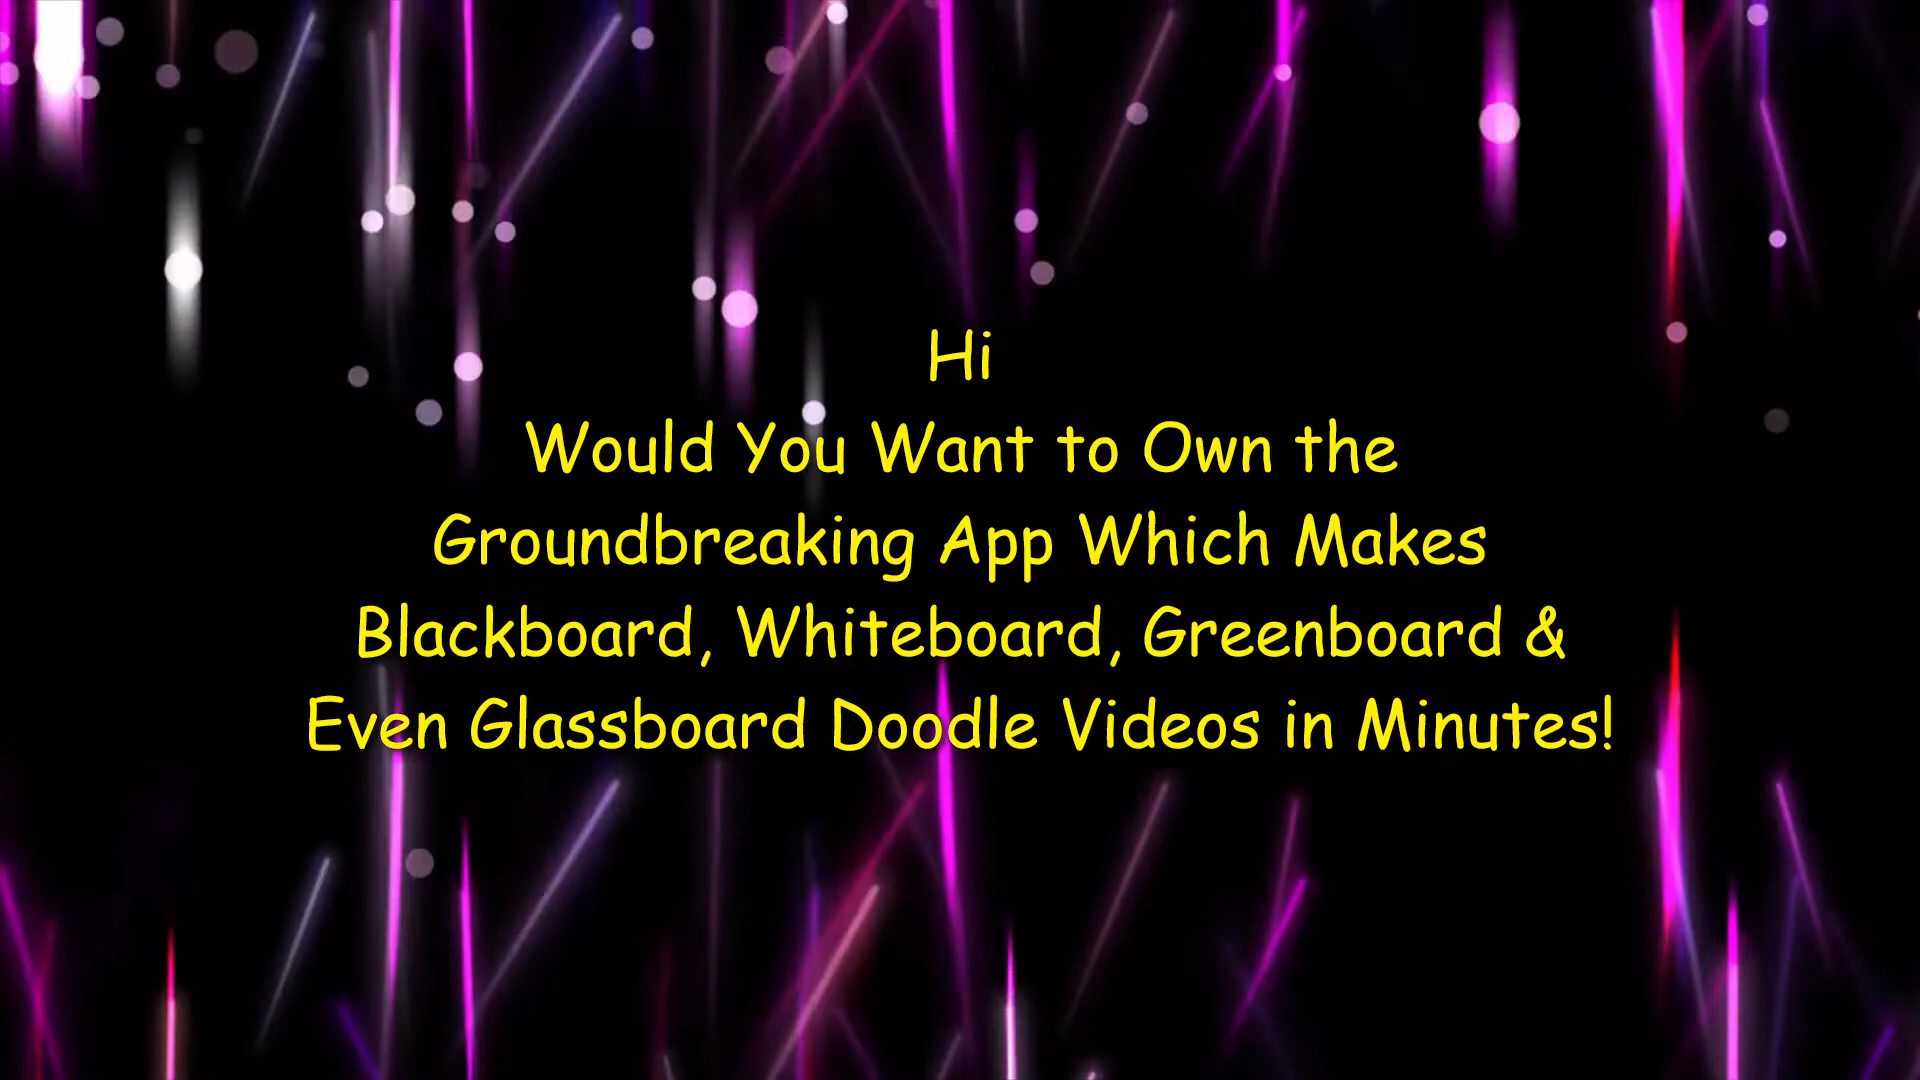 Hi
Would You Want to Own the
Groundbreaking App Which Makes
Blackboard, Whiteboard, Greenboard &
Even Glassboard Doodle Videos in Minutes!